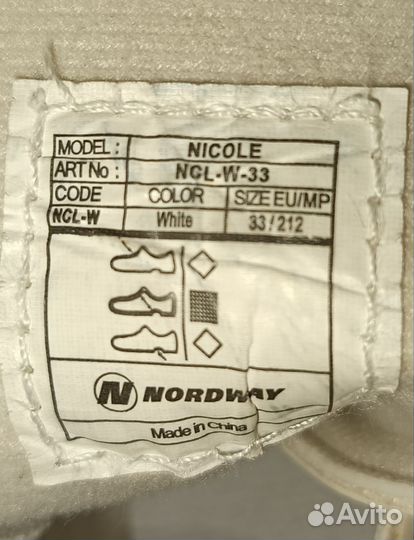 MODEL : NICOLE
ART No : NCL-W-33
CODE COLOR SIZE EU/MP
NCL-W White 33/212
N NORDWAY
Made in China
Avito